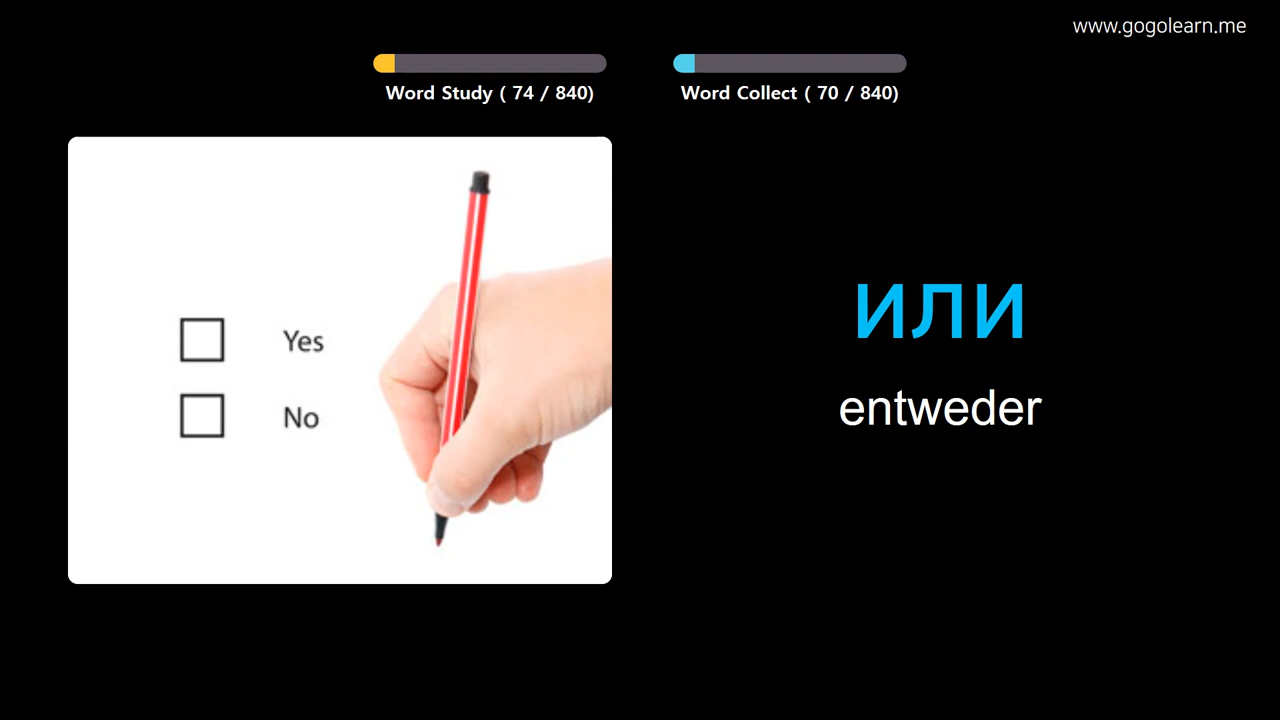 www.gogolearn.me
Word Study ( 74 / 840)
Word Collect ( 70 / 840)
Yes
No
или
entweder